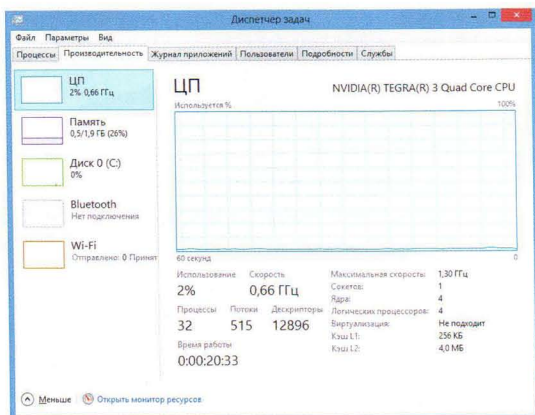 Диспетчер задач
Файл Параметры Вид
Процессы Производительность Журнал приложений Пользователи Подробности Службы
ЦП
2% 0,66 ГГц
Память
0,5/1,9 ГБ (26%)
Диск 0 (C:)
0%
Bluetooth
Нет подключения
Wi-Fi
Отправлено: 0 Принят
ЦП NVIDIA(R) TEGRA(R) 3 Quad Core CPU
Используется % 100%
60 секунд 0
Использование Скорость
2% 0,66 ГГц
Процессы Потоки Дескрипторы
32 515 12896
Время работы
0:00:20:33
Максимальная скорость: 1,30 ГГц
Сокетов: 1
Ядра: 4
Логических процессоров: 4
Виртуализация: Не подходит
Кэш L1: 256 КБ
Кэш L2: 4,0 МБ
Меньше Открыть монитор ресурсов